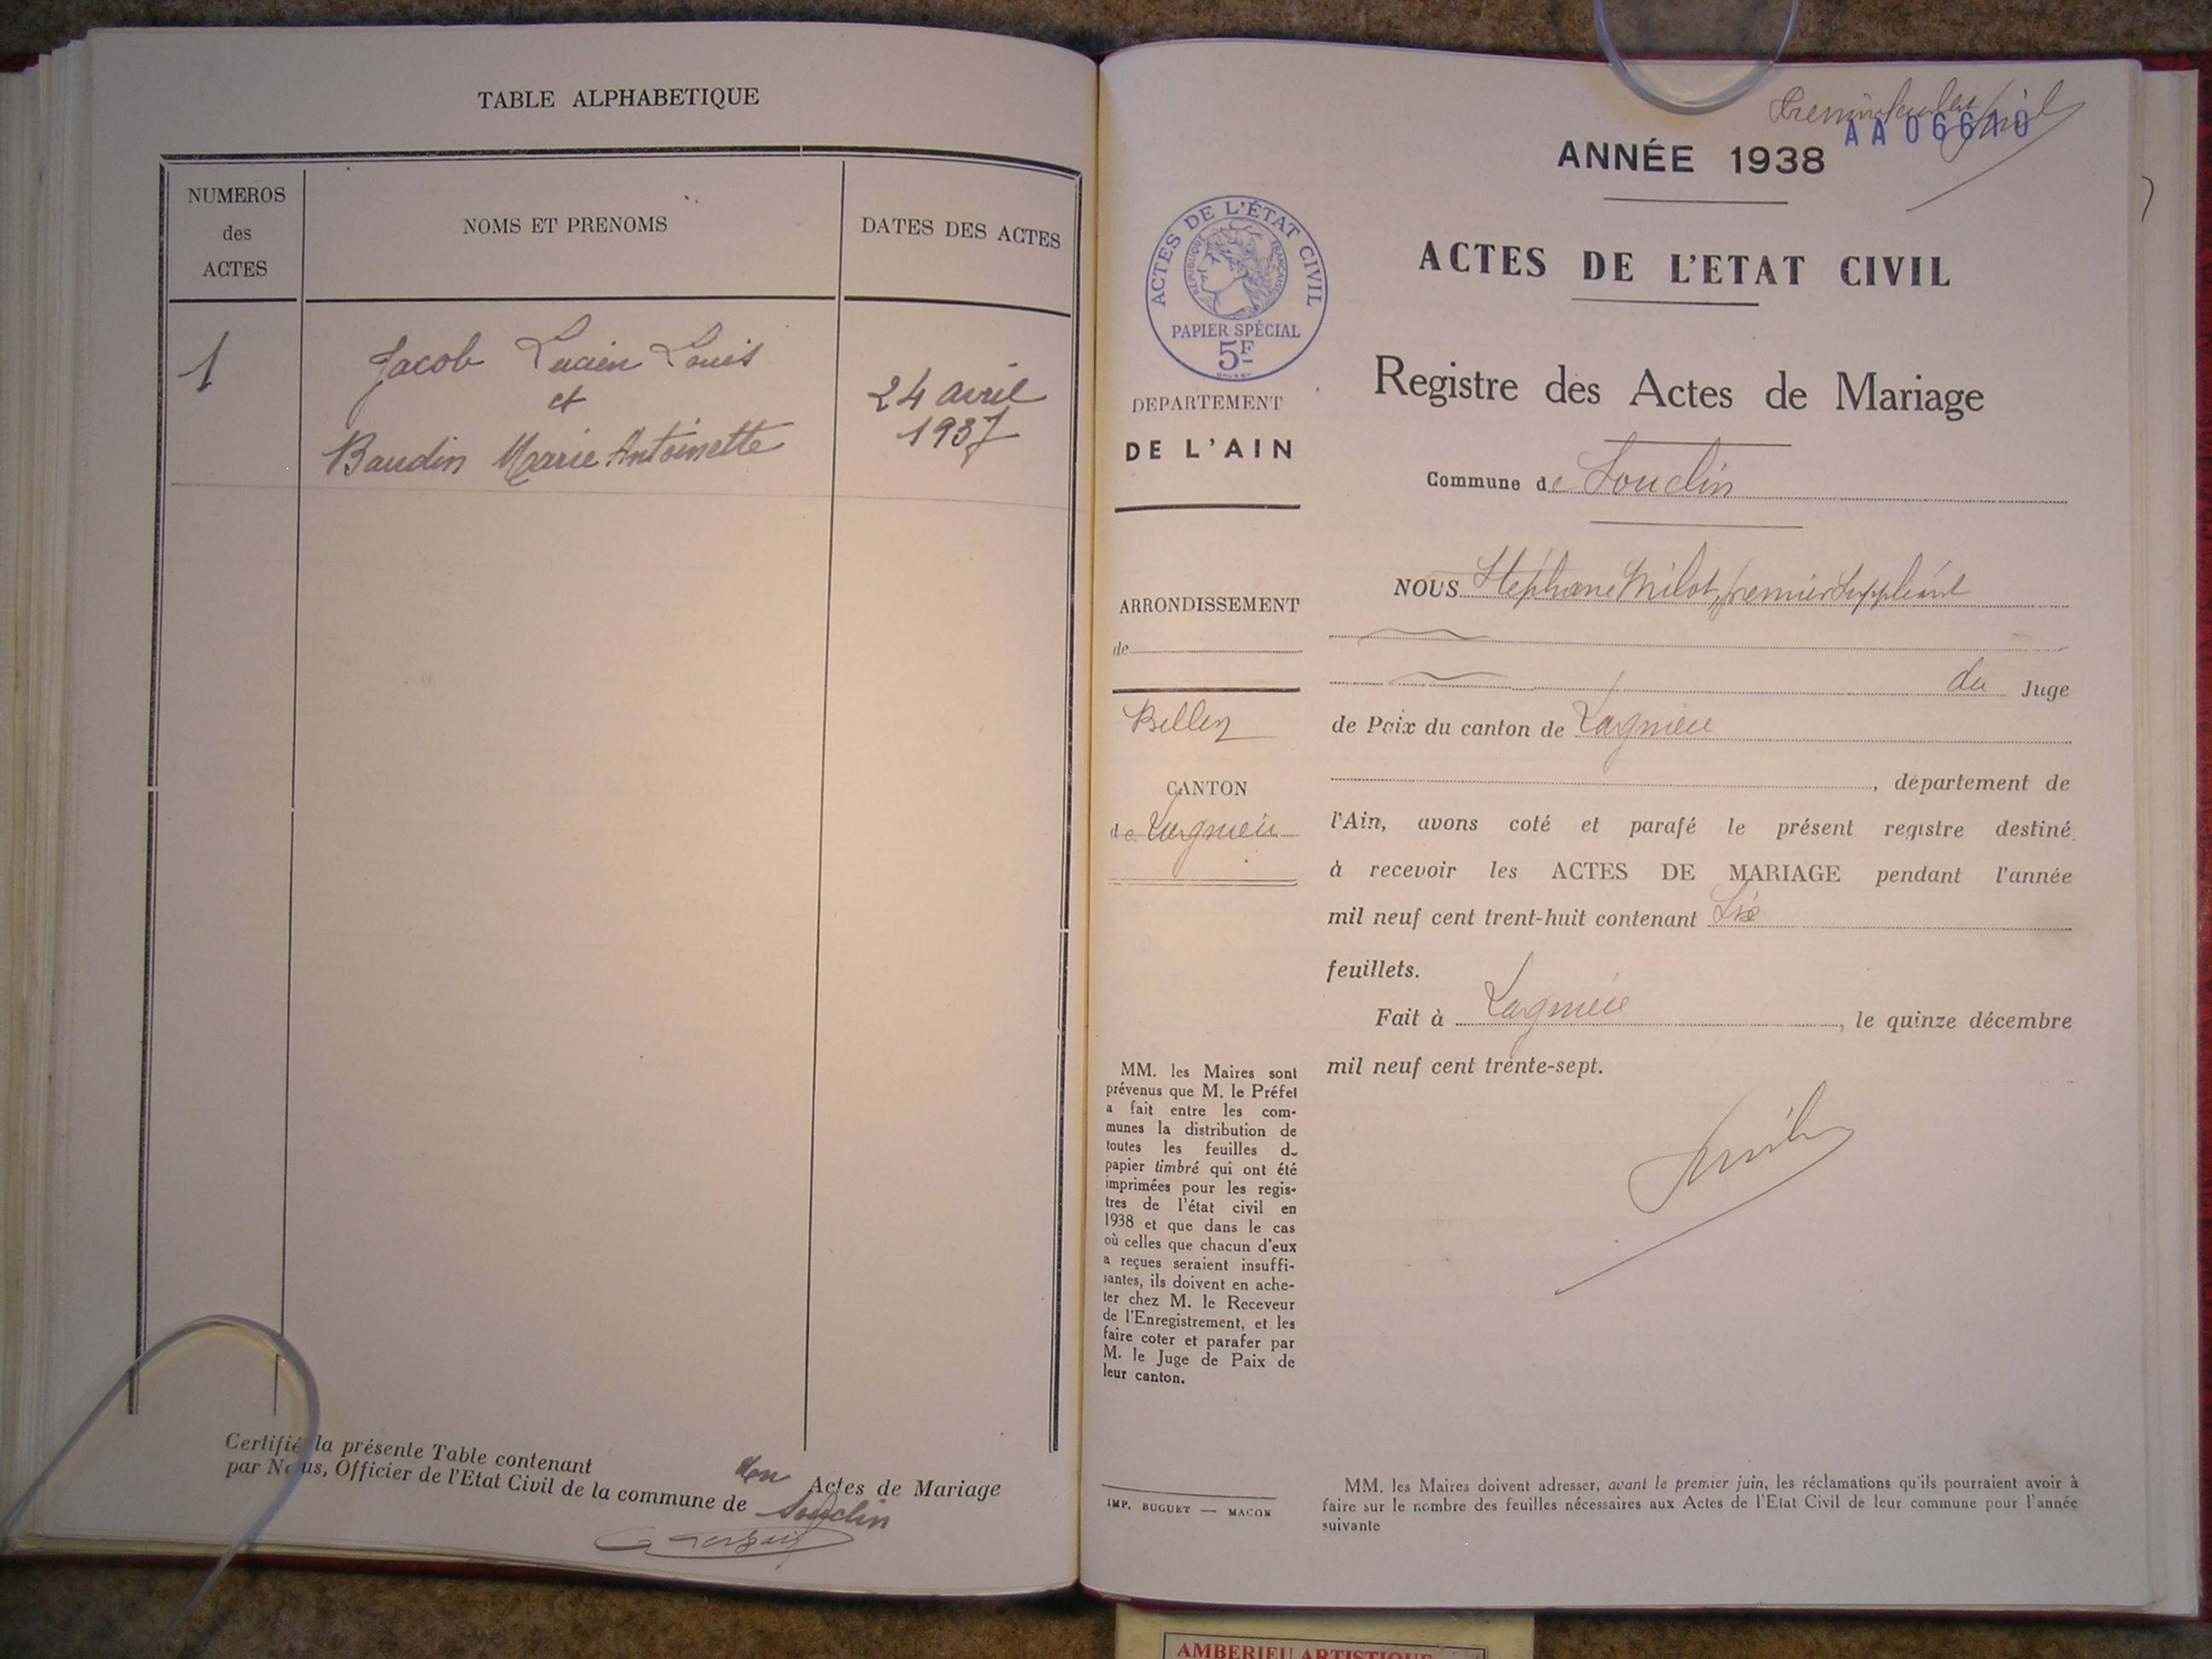 TABLE ALPHABETIQUE
NUMEROS
des
ACTES
NOMS ET PRENOMS
DATES DES ACTES
1
Jacob Lucien Louis
et
Baudin Marie Antoinette
24 avril
1937
Certifié la présente Table contenant un Actes de Mariage
par Nous, Officier de l'Etat Civil de la commune de Souclin
Premier feuillet
AA 06610
ANNÉE 1938
ACTES DE L'ETAT CIVIL
Registre des Actes de Mariage
Commune de Souclin
ACTES DE L'ÉTAT CIVIL
RÉPUBLIQUE FRANÇAISE
PAPIER SPÉCIAL
5F
DEPARTEMENT
DE L'AIN
ARRONDISSEMENT
de
Belley
CANTON
de Lagnieu
NOUS Stéphane Milot, premier Suppléant
du Juge
de Paix du canton de Lagnieu
, département de
l'Ain, avons coté et parafé le présent registre destiné
à recevoir les ACTES DE MARIAGE pendant l'année
mil neuf cent trent-huit contenant Six
feuillets.
Fait à Lagnieu, le quinze décembre
mil neuf cent trente-sept.
MM. les Maires sont
prévenus que M. le Préfet
a fait entre les com-
munes la distribution de
toutes les feuilles d
papier timbré qui ont été
imprimées pour les regis-
tres de l'état civil en
1938 et que dans le cas
où celles que chacun d'eux
a reçues seraient insuffi-
santes, ils doivent en ache-
ter chez M. le Receveur
de l'Enregistrement, et les
faire coter et parafer par
M. le Juge de Paix de
leur canton.
IMP. BUGUET — MACON
MM. les Maires doivent adresser, avant le premier juin, les réclamations qu'ils pourraient avoir à
faire sur le nombre des feuilles nécessaires aux Actes de l'Etat Civil de leur commune pour l'année
suivante
AMBERIEU ARTISTIQUE